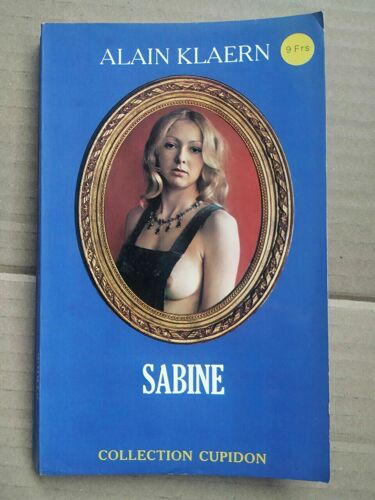 ALAIN KLAERN
9 Frs
SABINE
COLLECTION CUPIDON